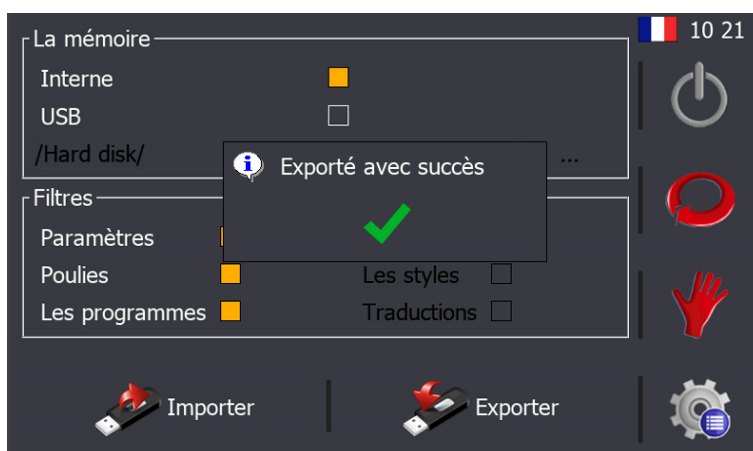 La mémoire
10 21
Interne
USB
/Hard disk/
...
Exporté avec succès
Filtres
Paramètres
Poulies
Les styles
Les programmes
Traductions
Importer
Exporter